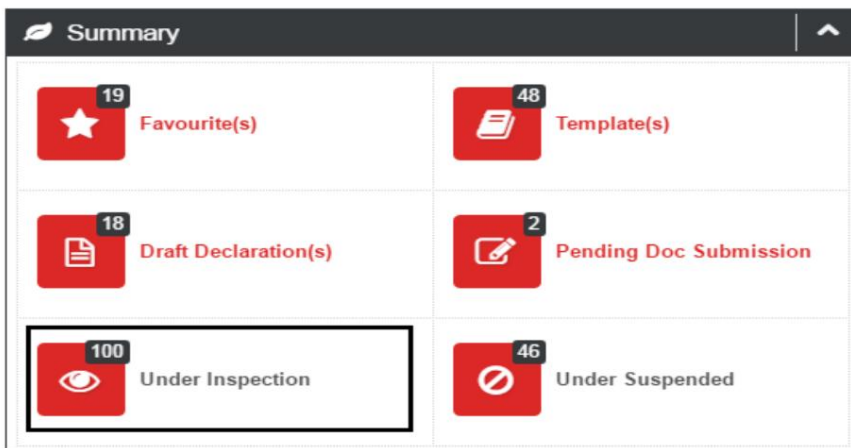 Summary
19
Favourite(s)
48
Template(s)
18
Draft Declaration(s)
2
Pending Doc Submission
100
Under Inspection
46
Under Suspended